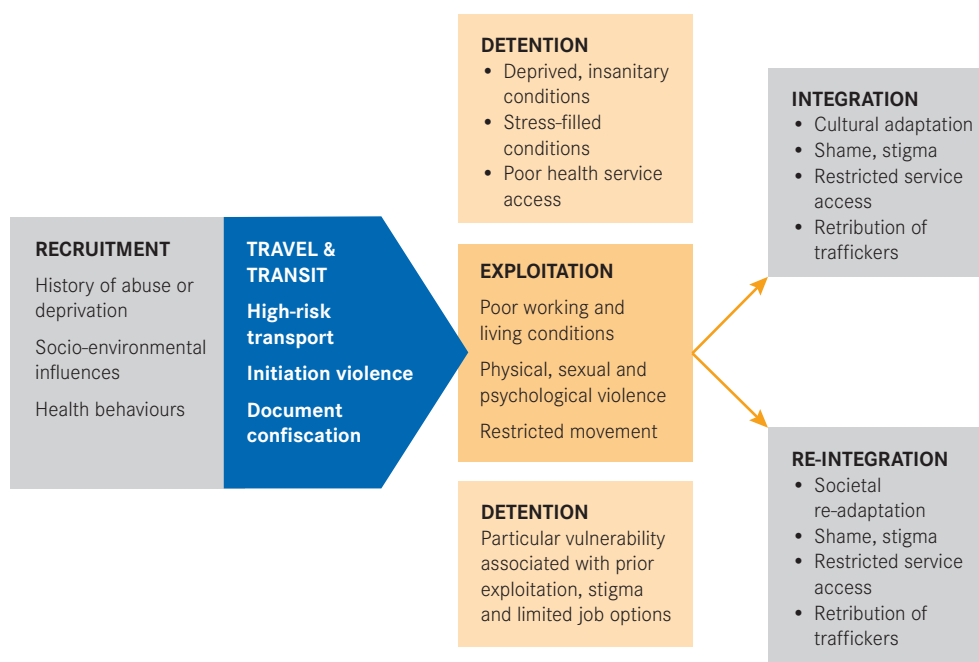 RECRUITMENT
History of abuse or
deprivation
Socio-environmental
influences
Health behaviours
TRAVEL &
TRANSIT
High-risk
transport
Initiation violence
Document
confiscation
DETENTION
• Deprived, insanitary
conditions
• Stress-filled
conditions
• Poor health service
access
EXPLOITATION
Poor working and
living conditions
Physical, sexual and
psychological violence
Restricted movement
DETENTION
Particular vulnerability
associated with prior
exploitation, stigma
and limited job options
INTEGRATION
• Cultural adaptation
• Shame, stigma
• Restricted service
access
• Retribution of
traffickers
RE-INTEGRATION
• Societal
re-adaptation
• Shame, stigma
• Restricted service
access
• Retribution of
traffickers